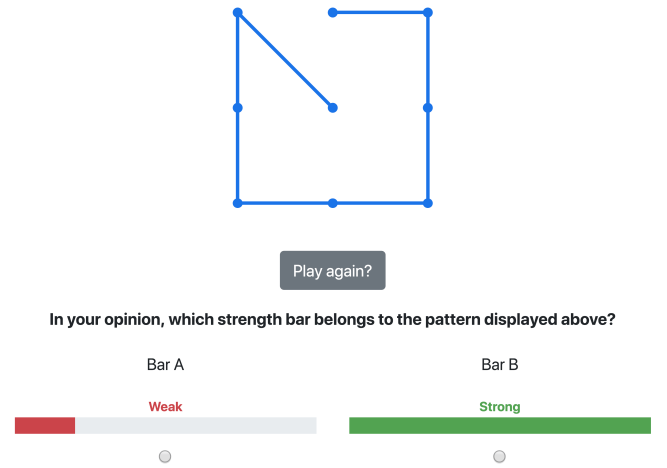 Play again?
In your opinion, which strength bar belongs to the pattern displayed above?
Bar A
Bar B
Weak
Strong